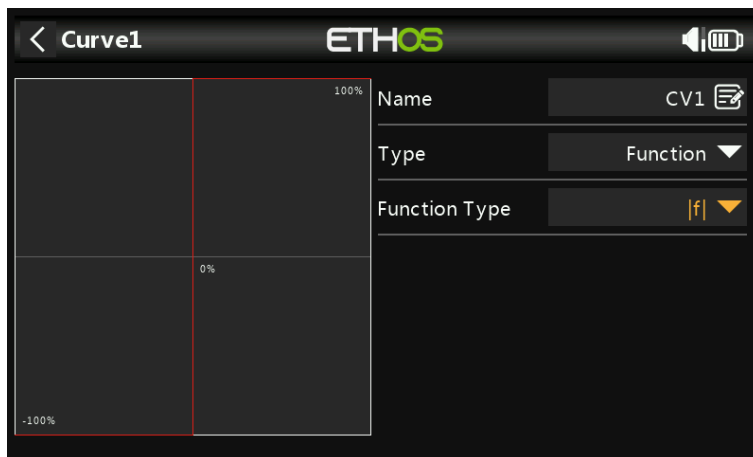 Curve1
ETHOS
100%
Name
CV1
Type
Function
Function Type
|f|
0%
-100%